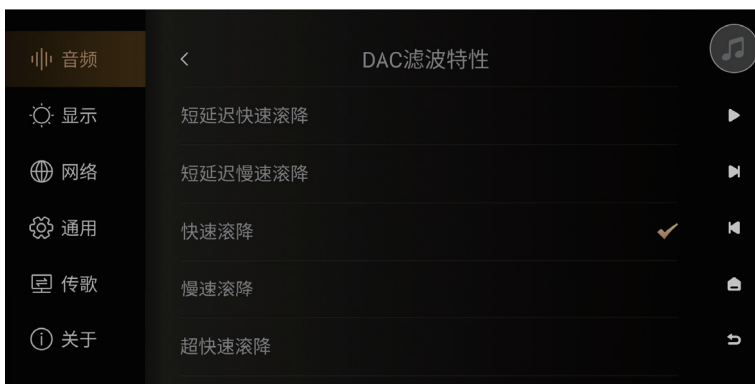 音频
显示
网络
通用
传歌
关于
DAC滤波特性
短延迟快速滚降
短延迟慢速滚降
快速滚降
慢速滚降
超快速滚降